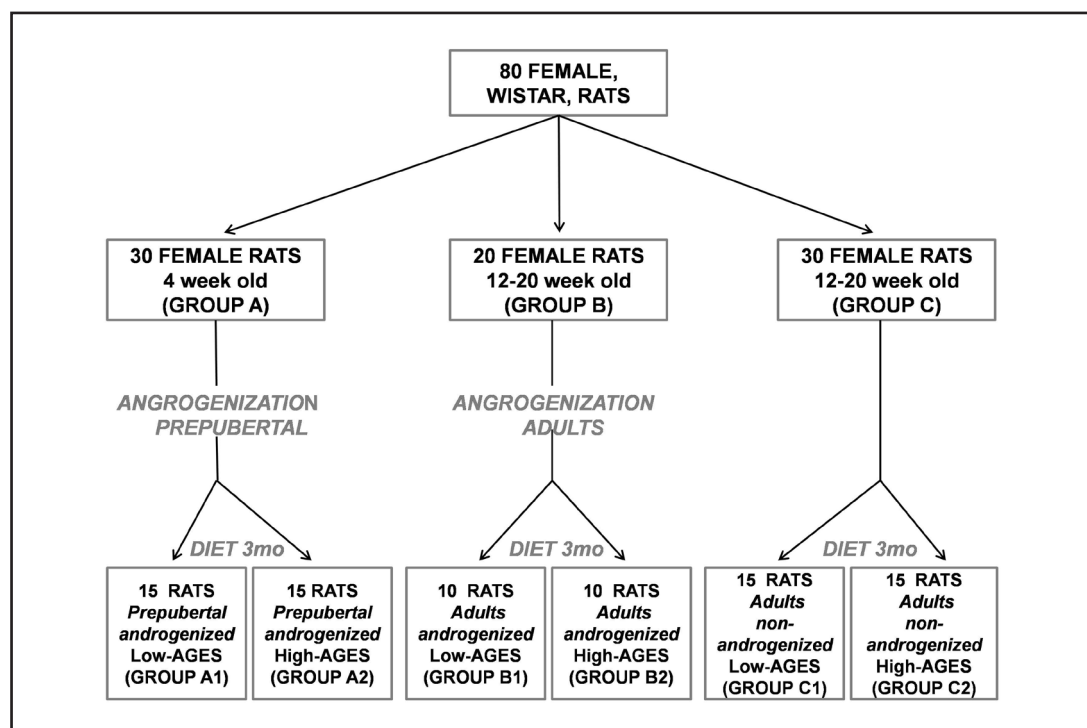 80 FEMALE,
WISTAR, RATS
30 FEMALE RATS
4 week old
(GROUP A)
20 FEMALE RATS
12-20 week old
(GROUP B)
30 FEMALE RATS
12-20 week old
(GROUP C)
ANGROGENIZATION
PREPUBERTAL
ANGROGENIZATION
ADULTS
DIET 3mo
DIET 3mo
DIET 3mo
15 RATS
Prepubertal
androgenized
Low-AGES
(GROUP A1)
15 RATS
Prepubertal
androgenized
High-AGES
(GROUP A2)
10 RATS
Adults
androgenized
Low-AGES
(GROUP B1)
10 RATS
Adults
androgenized
High-AGES
(GROUP B2)
15 RATS
Adults
non-
androgenized
Low-AGES
(GROUP C1)
15 RATS
Adults
non-
androgenized
High-AGES
(GROUP C2)